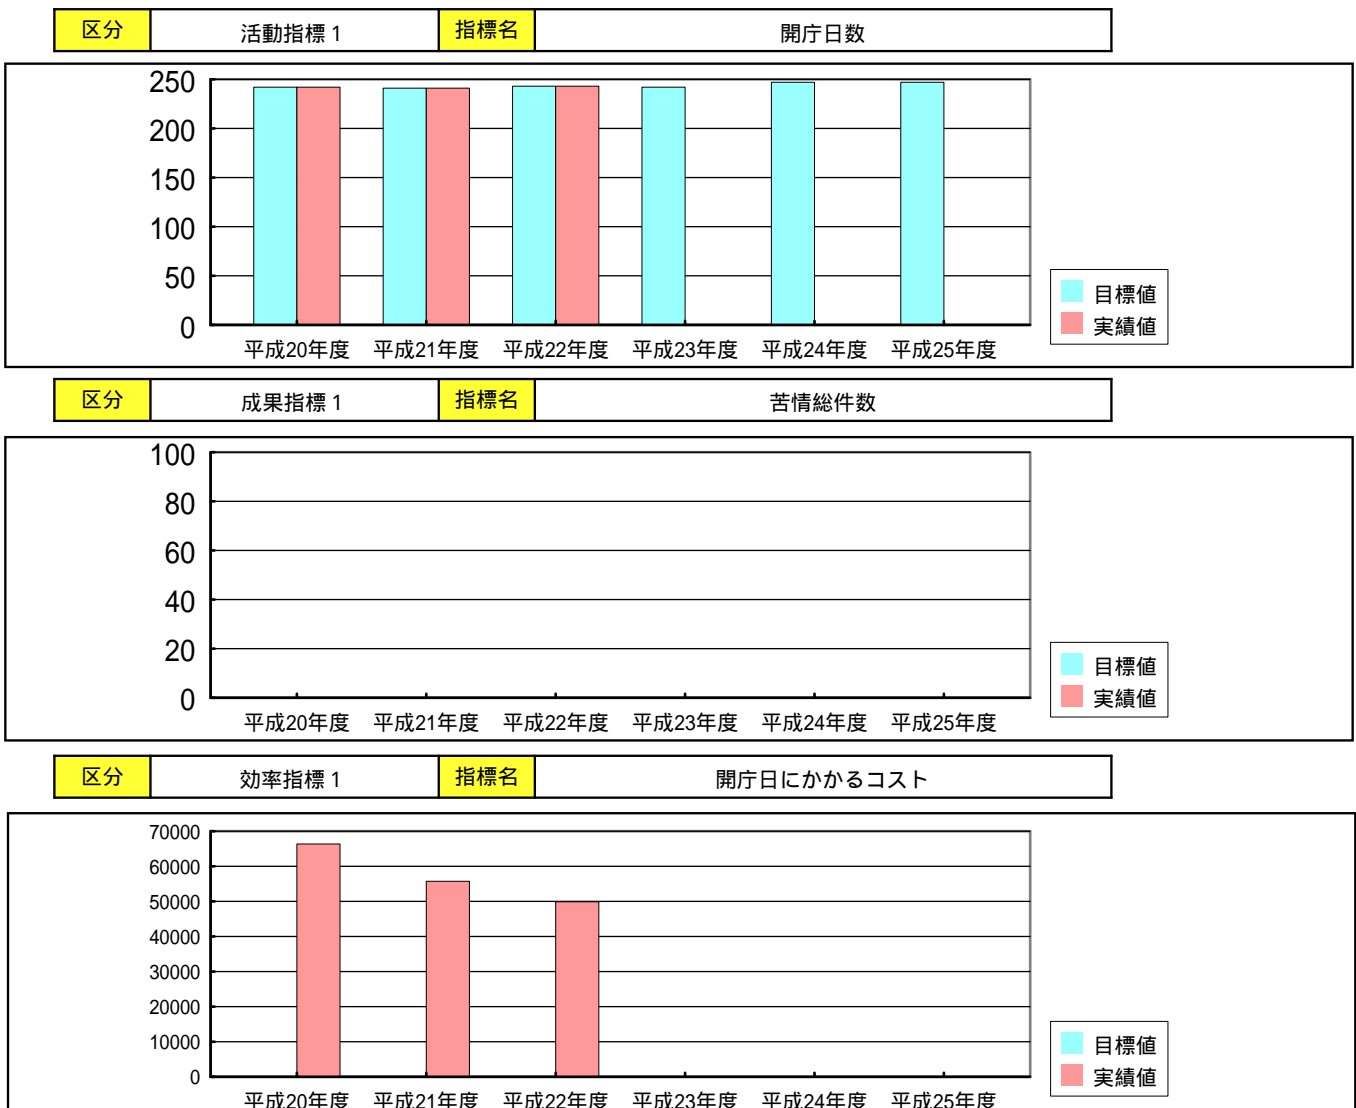 区分 活動指標1 指標名 開庁日数
250
200
150
100
50
0
平成20年度 平成21年度 平成22年度 平成23年度 平成24年度 平成25年度
目標値
実績値
区分 成果指標1 指標名 苦情総件数
100
80
60
40
20
0
平成20年度 平成21年度 平成22年度 平成23年度 平成24年度 平成25年度
目標値
実績値
区分 効率指標1 指標名 開庁日にかかるコスト
70000
60000
50000
40000
30000
20000
10000
0
平成20年度 平成21年度 平成22年度 平成23年度 平成24年度 平成25年度
目標値
実績値